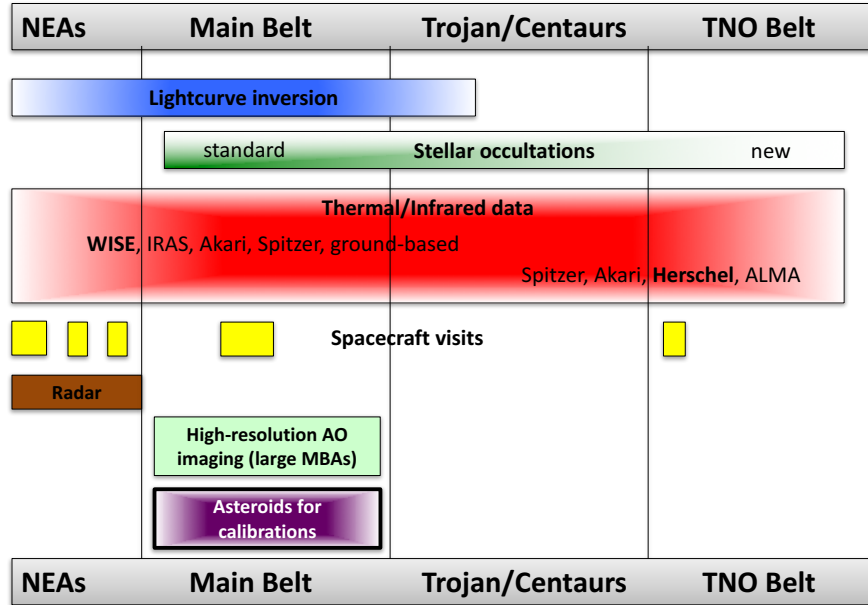 NEAs Main Belt Trojan/Centaurs TNO Belt
Lightcurve inversion
standard Stellar occultations new
Thermal/Infrared data
WISE, IRAS, Akari, Spitzer, ground-based
Spitzer, Akari, Herschel, ALMA
Spacecraft visits
Radar
High-resolution AO
imaging (large MBAs)
Asteroids for
calibrations
NEAs Main Belt Trojan/Centaurs TNO Belt